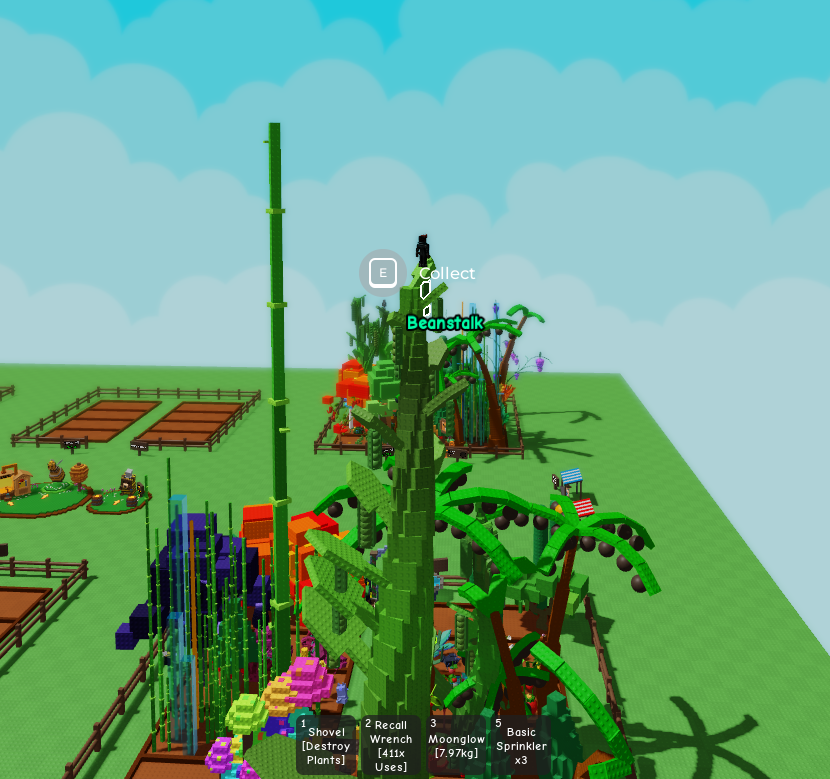 E
Collect
Beanstalk
1
Shovel
[Destroy
Plants]
2
Recall
Wrench
[411x
Uses]
3
Moonglow
[7.97kg]
5
Basic
Sprinkler
x3